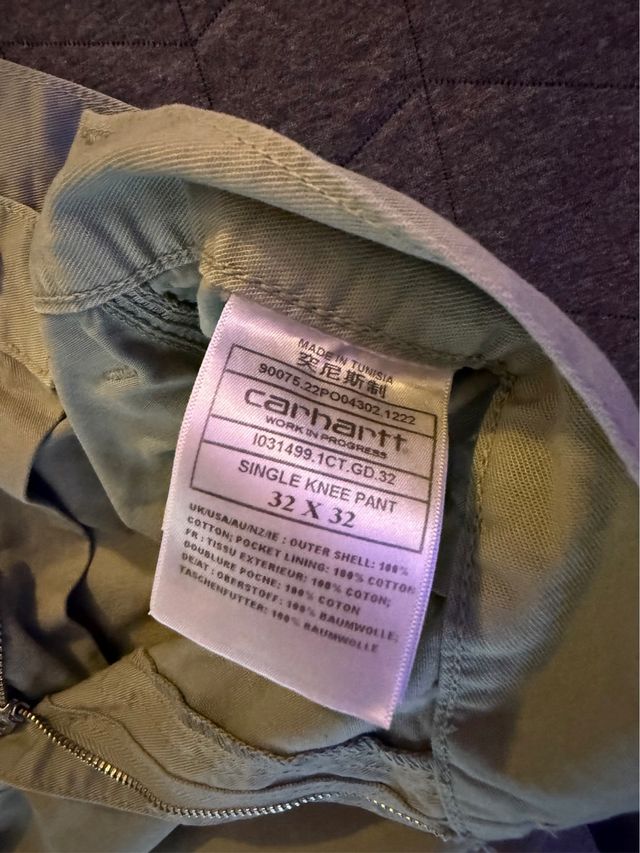 MADE IN TUNISIA
突尼斯制
90075.22PO04302.1222
carhartt
WORK IN PROGRESS
I031499.1CT.GD.32
SINGLE KNEE PANT
32 X 32
UK/USA/AU/NZ/IE : OUTER SHELL: 100%
COTTON; POCKET LINING: 100% COTTON
FR : TISSU EXTERIEUR: 100% COTON;
DOUBLURE POCHE: 100% COTON
DE/AT : OBERSTOFF: 100% BAUMWOLLE;
TASCHENFUTTER: 100% BAUMWOLLE